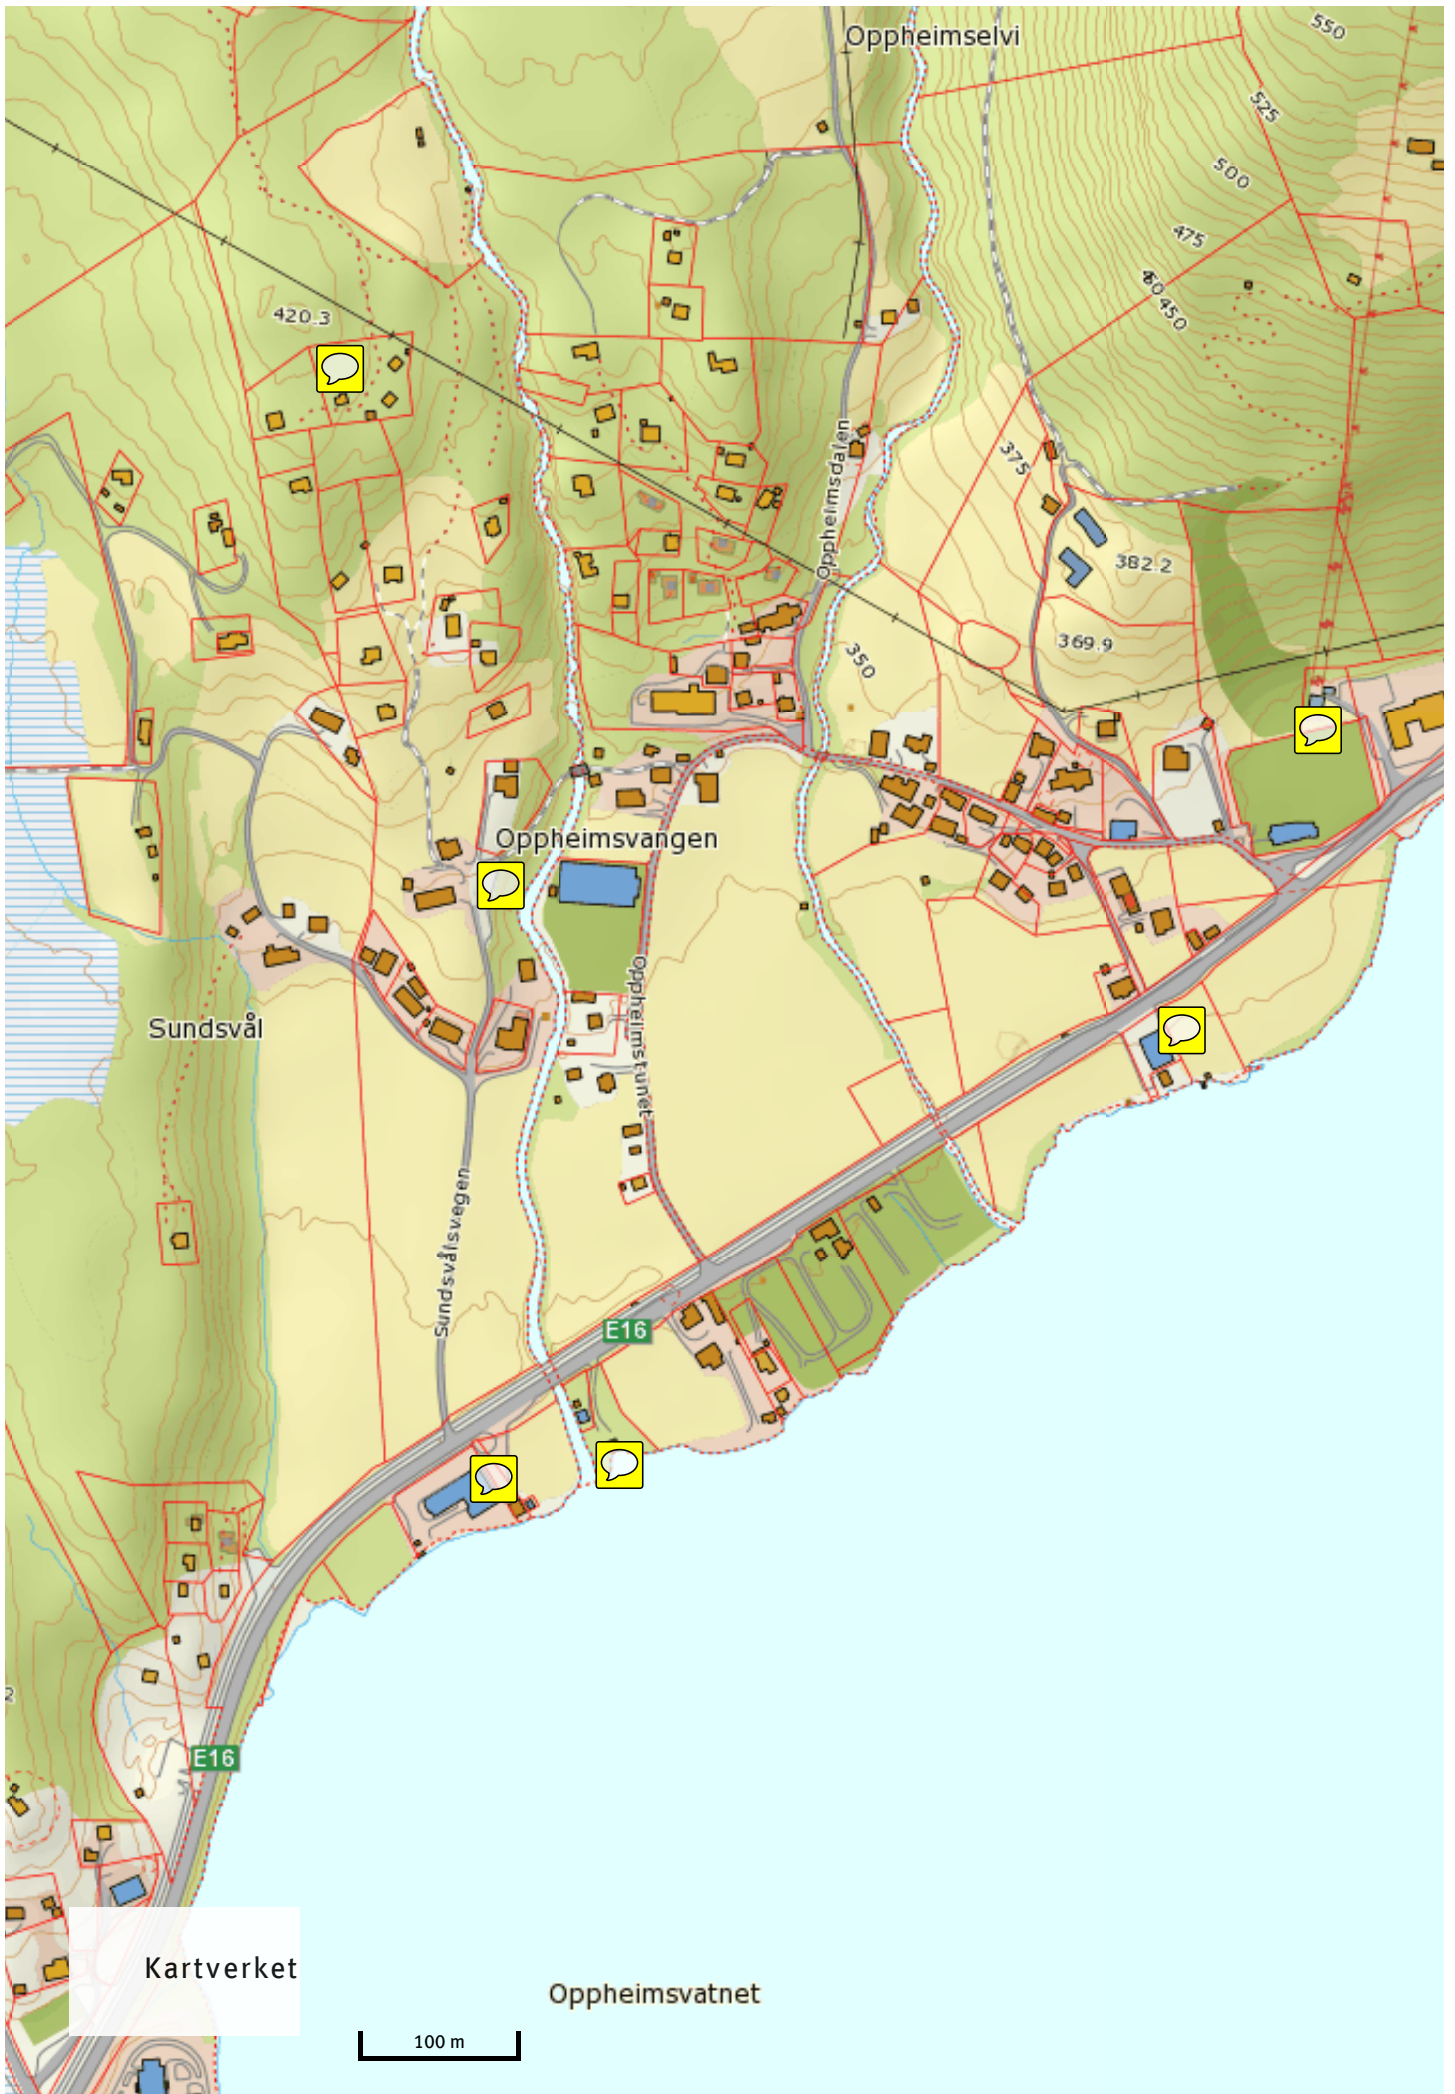 Oppheimselvi
550
525
500
475
450
420.3
375
Oppheimsdalen
382.2
369.9
350
Oppheimsvangen
Sundsvål
Oppheimstunet
Sundsvålsvegen
E16
E16
Kartverket
Oppheimsvatnet
100 m